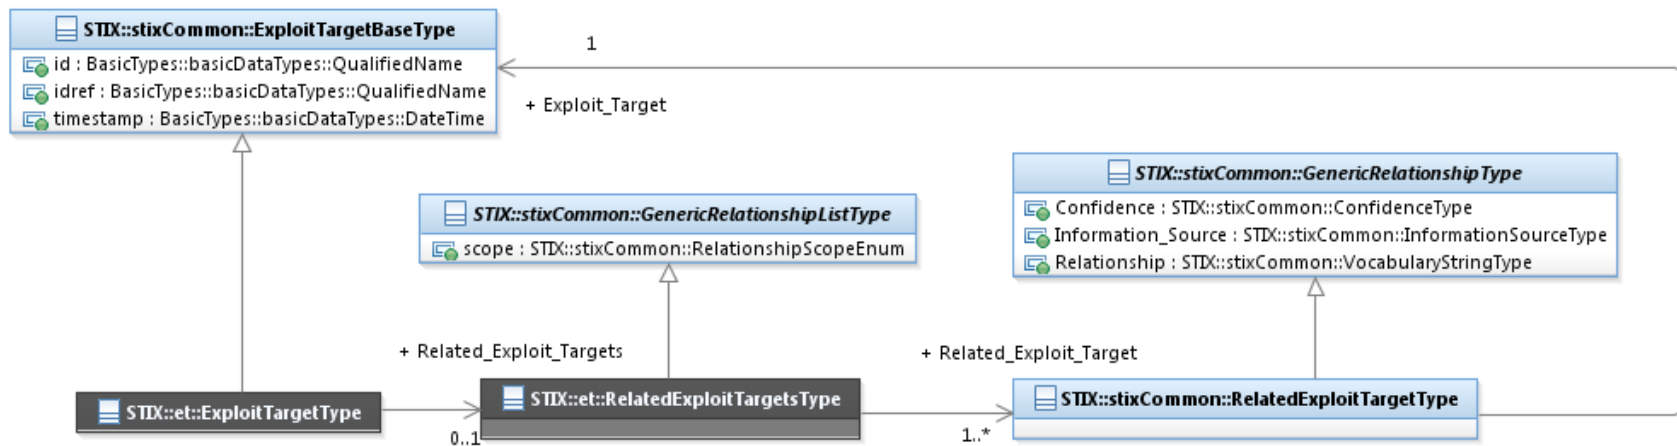 STIX::stixCommon::ExploitTargetBaseType
id : BasicTypes::basicDataTypes::QualifiedName
idref : BasicTypes::basicDataTypes::QualifiedName
timestamp : BasicTypes::basicDataTypes::DateTime
1
+ Exploit_Target
STIX::stixCommon::GenericRelationshipListType
scope : STIX::stixCommon::RelationshipScopeEnum
STIX::stixCommon::GenericRelationshipType
Confidence : STIX::stixCommon::ConfidenceType
Information_Source : STIX::stixCommon::InformationSourceType
Relationship : STIX::stixCommon::VocabularyStringType
+ Related_Exploit_Targets
+ Related_Exploit_Target
STIX::et::ExploitTargetType
0..1
STIX::et::RelatedExploitTargetsType
1..*
STIX::stixCommon::RelatedExploitTargetType